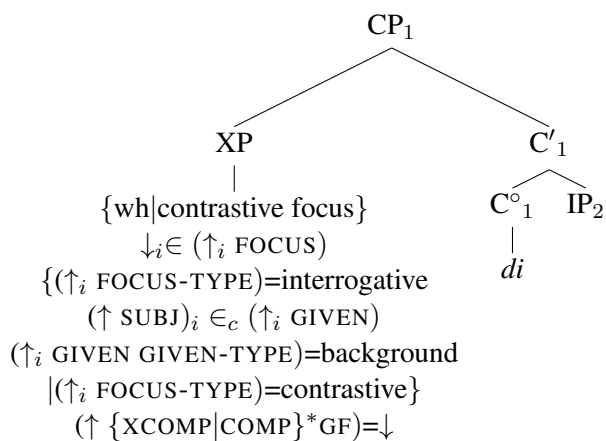 CP₁
XP C′₁
{wh|contrastive focus} C°₁ IP₂
↓ᵢ∈ (↑ᵢ FOCUS) di
{(↑ᵢ FOCUS-TYPE)=interrogative
(↑ SUBJ)ᵢ ∈c (↑ᵢ GIVEN)
(↑ᵢ GIVEN GIVEN-TYPE)=background
|(↑ᵢ FOCUS-TYPE)=contrastive}
(↑ {XCOMP|COMP}*GF)=↓